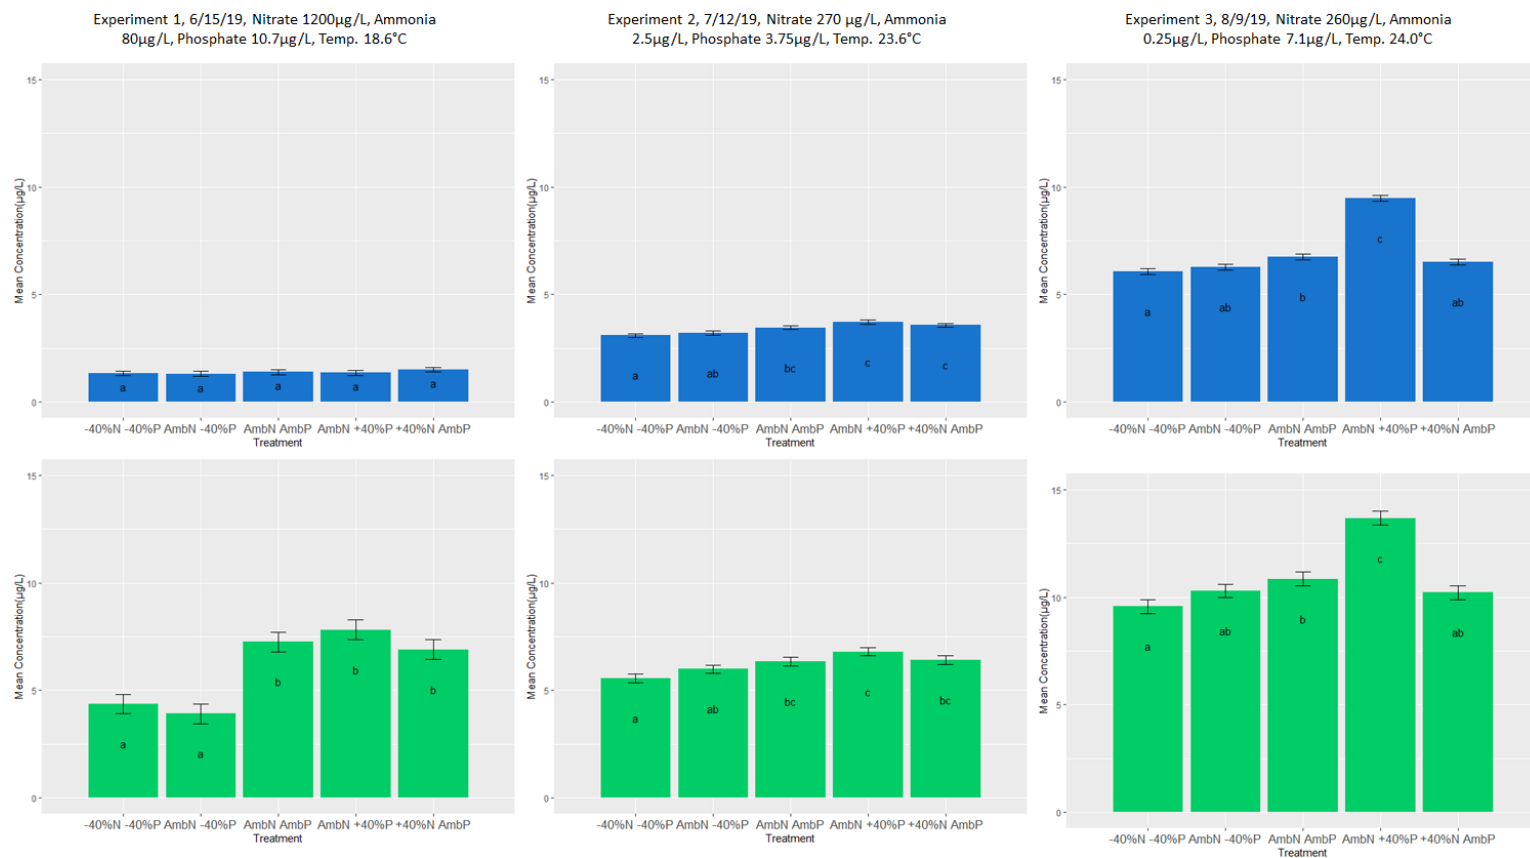 Experiment 1, 6/15/19, Nitrate 1200µg/L, Ammonia
80µg/L, Phosphate 10.7µg/L, Temp. 18.6°C
Experiment 2, 7/12/19, Nitrate 270 µg/L, Ammonia
2.5µg/L, Phosphate 3.75µg/L, Temp. 23.6°C
Experiment 3, 8/9/19, Nitrate 260µg/L, Ammonia
0.25µg/L, Phosphate 7.1µg/L, Temp. 24.0°C
Mean Concentration(µg/L)
15
10
5
0
a a a a a
-40%N -40%P AmbN -40%P AmbN AmbP AmbN +40%P +40%N AmbP
Treatment
Mean Concentration(µg/L)
15
10
5
0
a ab bc c c
-40%N -40%P AmbN -40%P AmbN AmbP AmbN +40%P +40%N AmbP
Treatment
Mean Concentration(µg/L)
15
10
5
0
a ab b c ab
-40%N -40%P AmbN -40%P AmbN AmbP AmbN +40%P +40%N AmbP
Treatment
Mean Concentration(µg/L)
15
10
5
0
a a b b b
-40%N -40%P AmbN -40%P AmbN AmbP AmbN +40%P +40%N AmbP
Treatment
Mean Concentration(µg/L)
15
10
5
0
a ab bc c bc
-40%N -40%P AmbN -40%P AmbN AmbP AmbN +40%P +40%N AmbP
Treatment
Mean Concentration(µg/L)
15
10
5
0
a ab b c ab
-40%N -40%P AmbN -40%P AmbN AmbP AmbN +40%P +40%N AmbP
Treatment